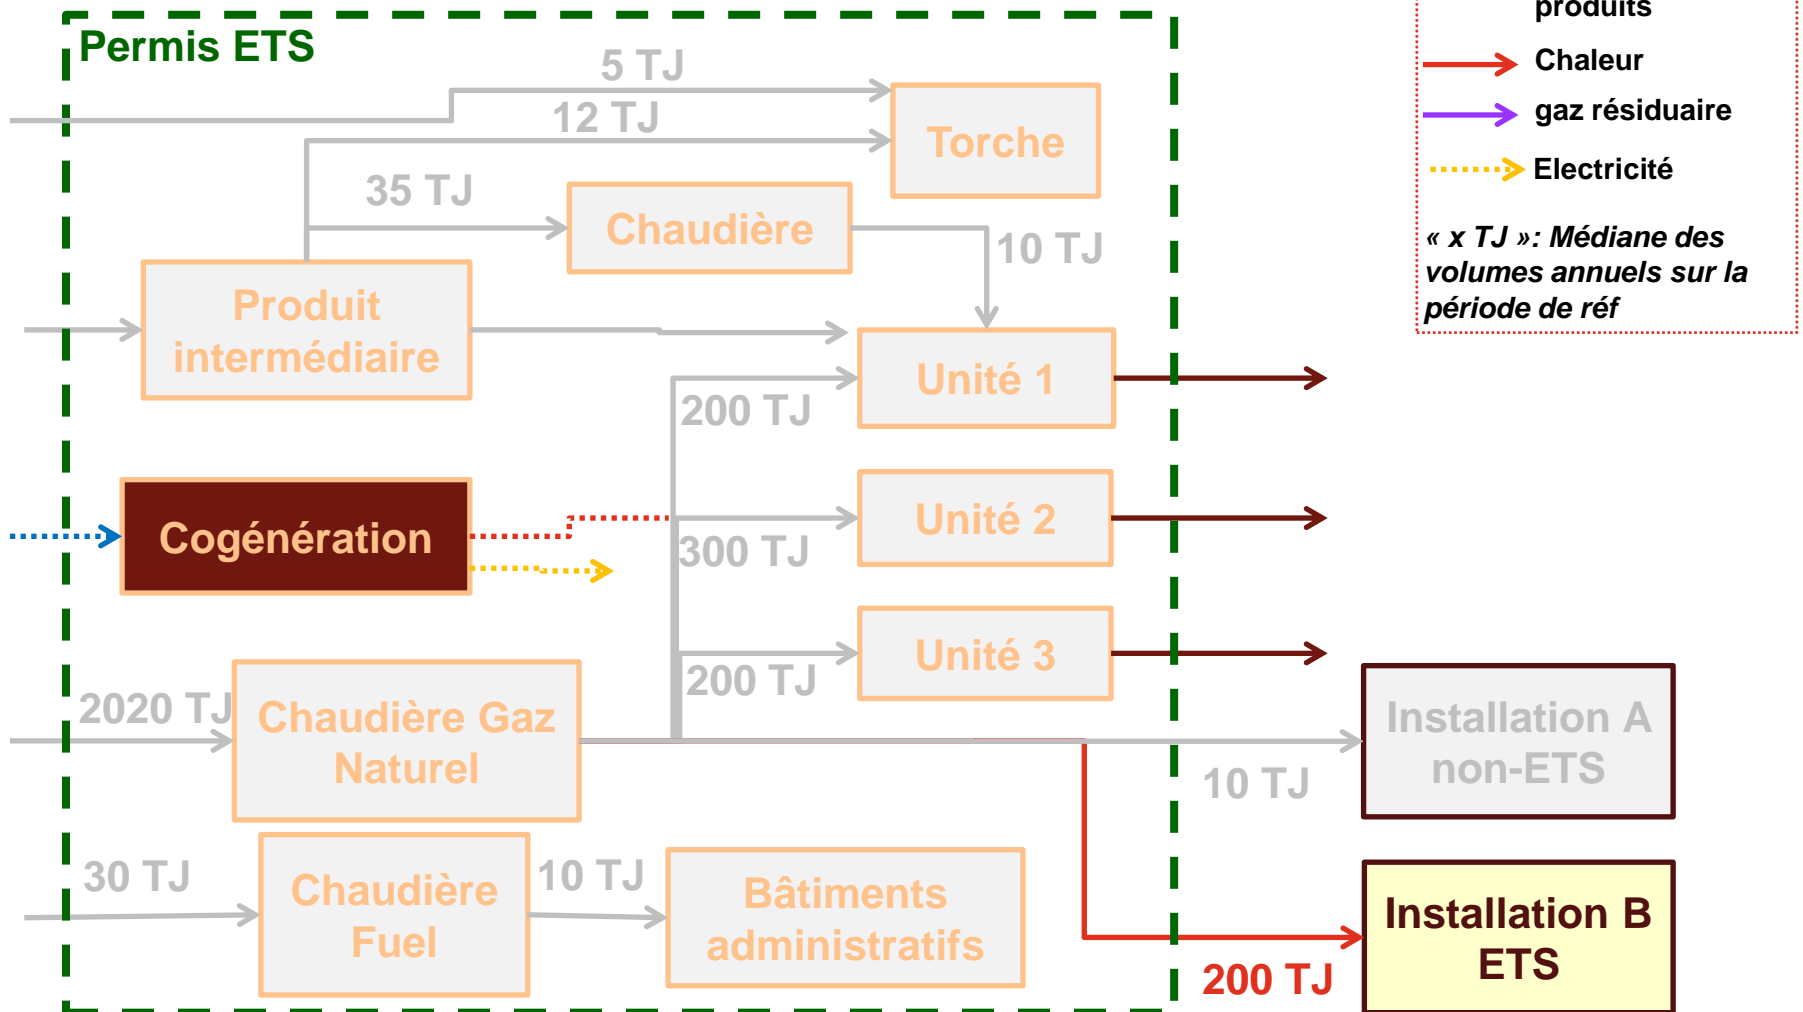 produits
Permis ETS
Chaleur
5 TJ
12 TJ
gaz résiduaire
Torche
Electricité
35 TJ
Chaudière
10 TJ
« x TJ »: Médiane des
volumes annuels sur la
période de réf
Produit
intermédiaire
Unité 1
200 TJ
Cogénération
Unité 2
300 TJ
Unité 3
200 TJ
2020 TJ
Chaudière Gaz
Naturel
Installation A
non-ETS
10 TJ
30 TJ
Chaudière
Fuel
10 TJ
Bâtiments
administratifs
Installation B
ETS
200 TJ